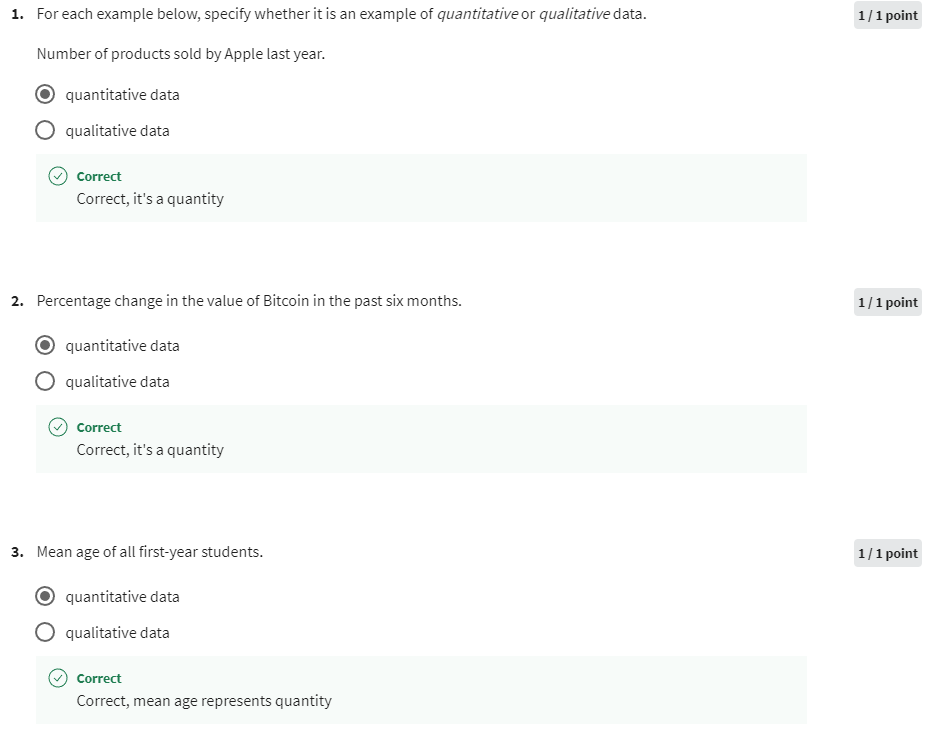 1. For each example below, specify whether it is an example of quantitative or qualitative data.
1 / 1 point
Number of products sold by Apple last year.
quantitative data
qualitative data
Correct
Correct, it's a quantity
2. Percentage change in the value of Bitcoin in the past six months.
1 / 1 point
quantitative data
qualitative data
Correct
Correct, it's a quantity
3. Mean age of all first-year students.
1 / 1 point
quantitative data
qualitative data
Correct
Correct, mean age represents quantity